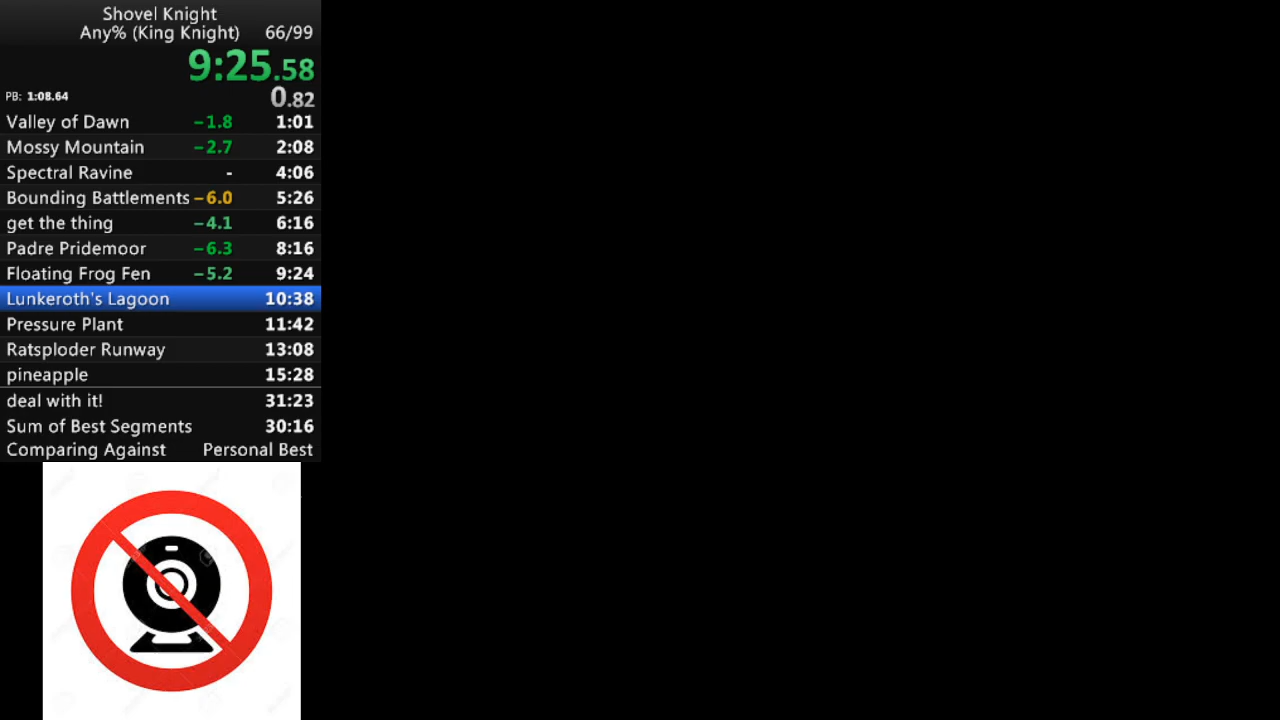 Shovel Knight
Any% (King Knight) 66/99
9:25.58
PB: 1:08.64 0.82
Valley of Dawn −1.8 1:01
Mossy Mountain −2.7 2:08
Spectral Ravine - 4:06
Bounding Battlements −6.0 5:26
get the thing −4.1 6:16
Padre Pridemoor −6.3 8:16
Floating Frog Fen −5.2 9:24
Lunkeroth's Lagoon 10:38
Pressure Plant 11:42
Ratsploder Runway 13:08
pineapple 15:28
deal with it! 31:23
Sum of Best Segments 30:16
Comparing Against Personal Best